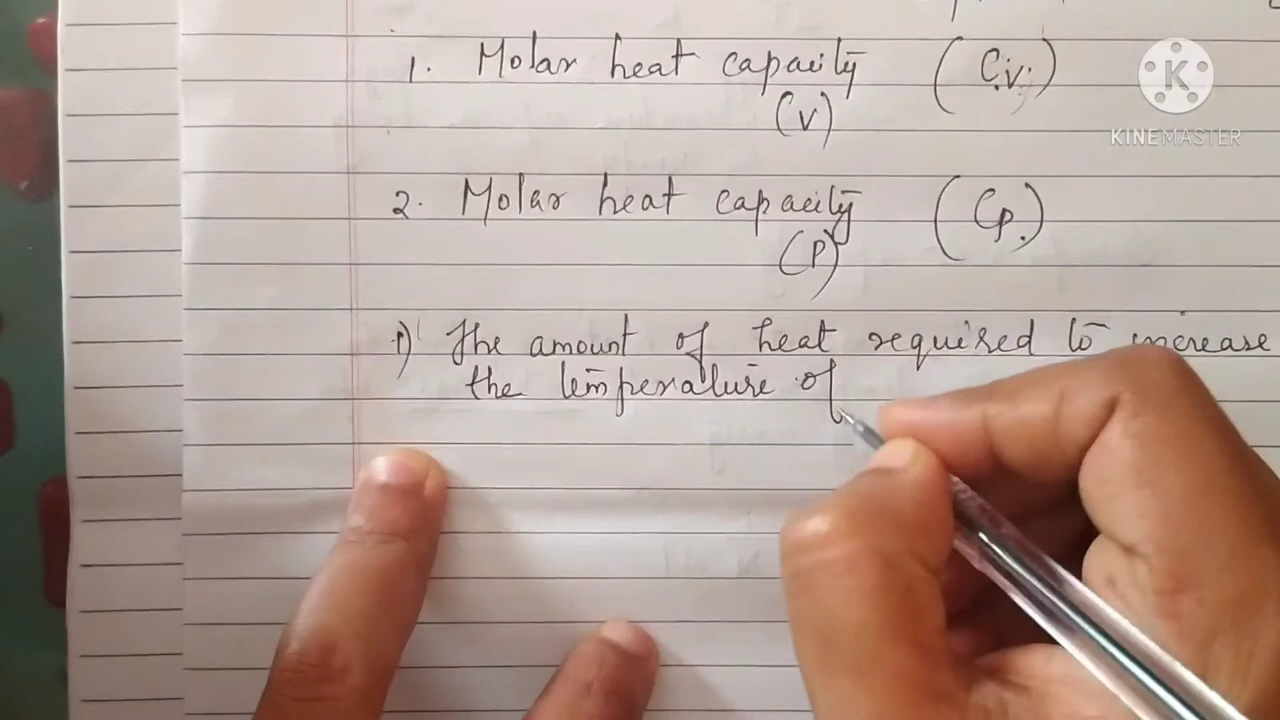 1. Molar heat capacity (C.v.)
(V)
KINEMASTER
2. Molar heat capacity (Cp.)
(P)
1) The amount of heat required to increase
the temperature of